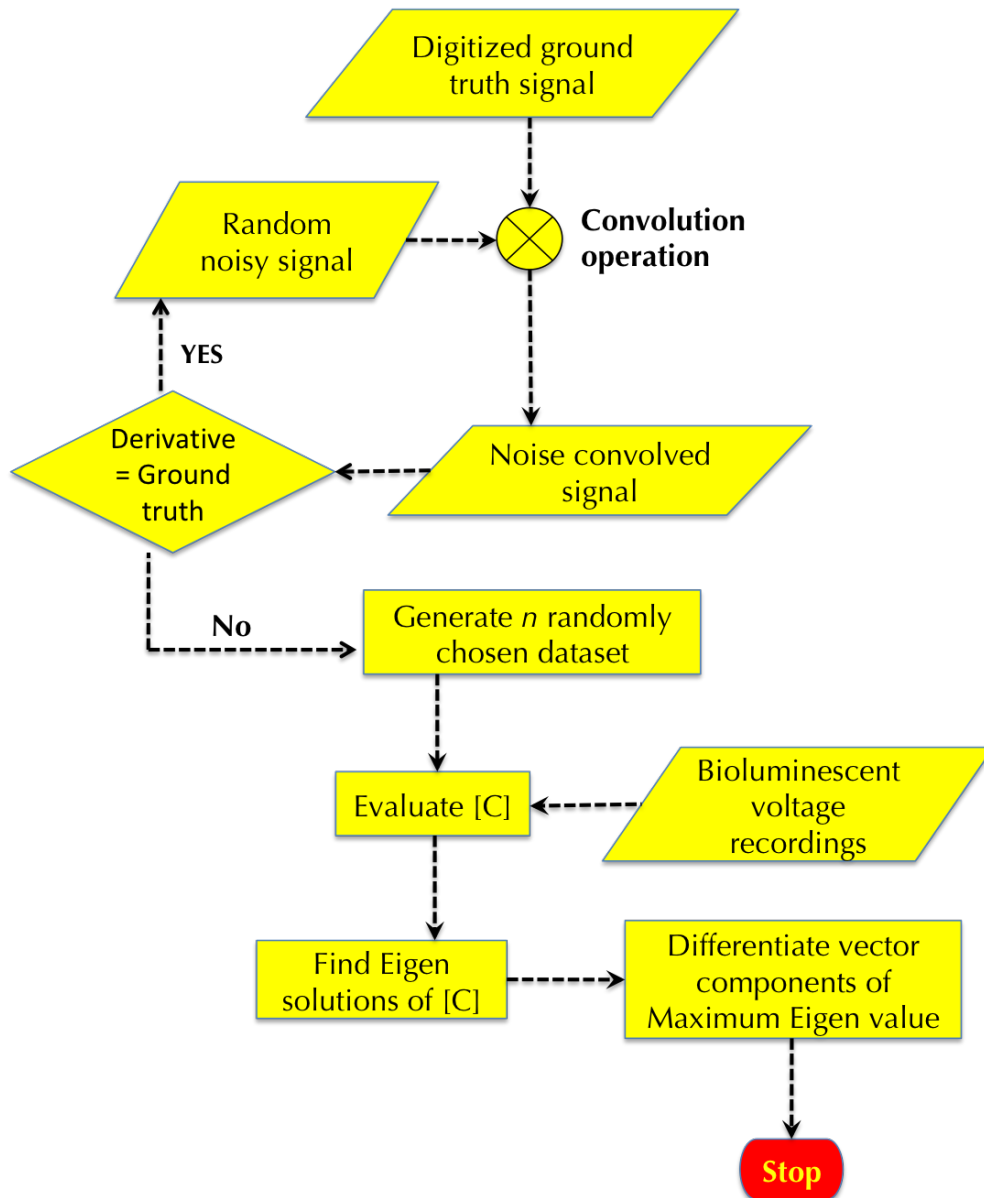 Digitized ground
truth signal
Random
noisy signal
Convolution
operation
YES
Derivative
= Ground
truth
Noise convolved
signal
No
Generate n randomly
chosen dataset
Evaluate [C]
Bioluminescent
voltage
recordings
Find Eigen
solutions of [C]
Differentiate vector
components of
Maximum Eigen value
Stop